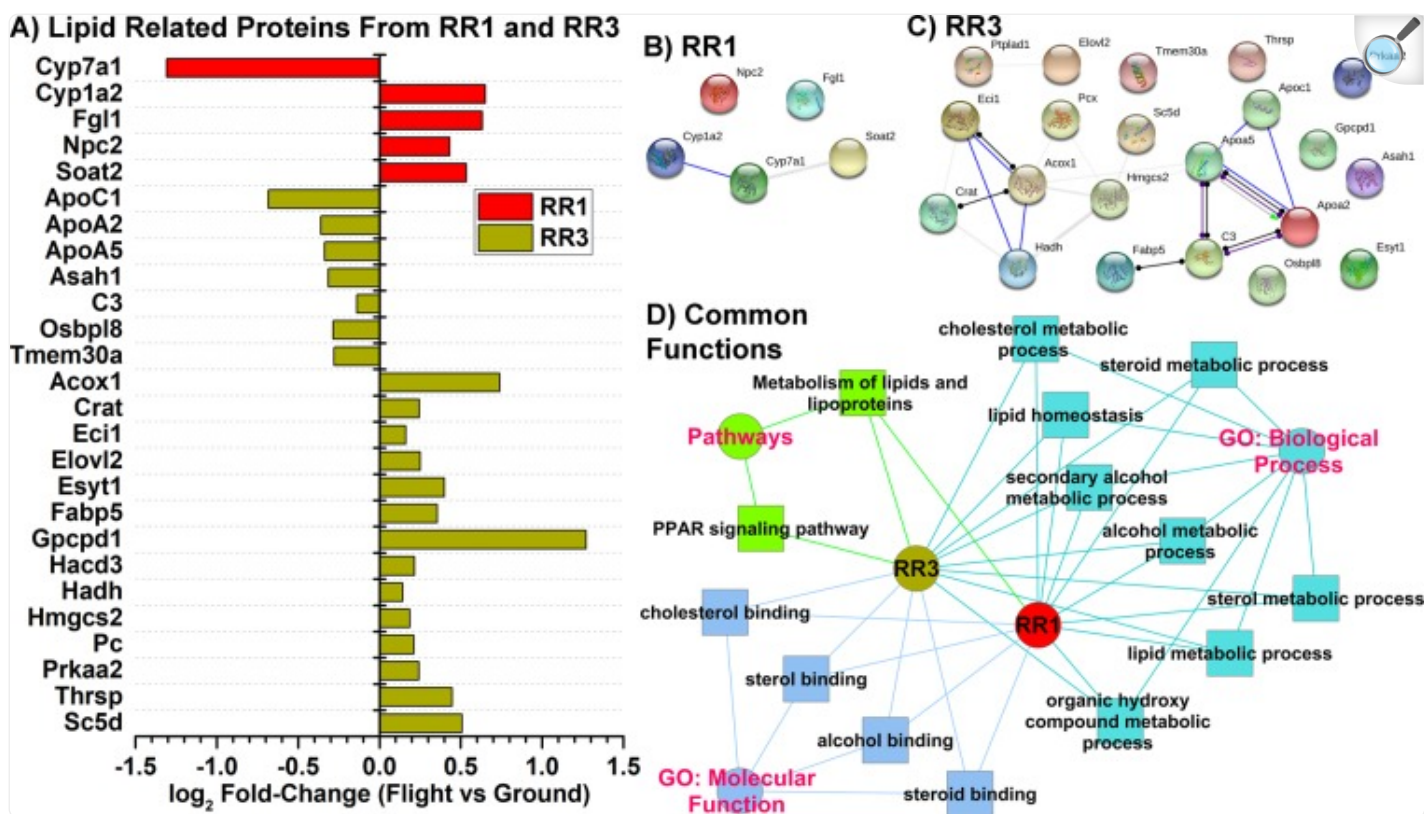 A) Lipid Related Proteins From RR1 and RR3
Cyp7a1
Cyp1a2
Fgl1
Npc2
Soat2
ApoC1
ApoA2
ApoA5
Asah1
C3
Osbpl8
Tmem30a
Acox1
Crat
Eci1
Elovl2
Esyt1
Fabp5
Gpcpd1
Hacd3
Hadh
Hmgcs2
Pc
Prkaa2
Thrsp
Sc5d
RR1
RR3
-1.5 -1.0 -0.5 0.0 0.5 1.0 1.5
log2 Fold-Change (Flight vs Ground)
B) RR1
Npc2
Fgl1
Cyp1a2
Cyp7a1
Soat2
C) RR3
Ptplad1
Elovl2
Tmem30a
Thrsp
Prkaa2
Eci1
Pcx
Sc5d
Apoc1
Gpcpd1
Apoa5
Asah1
Acox1
Hmgcs2
Crat
Apoa2
Hadh
Fabp5
C3
Osbpl8
Esyt1
D) Common
Functions
cholesterol metabolic
process
steroid metabolic process
Metabolism of lipids and
lipoproteins
lipid homeostasis
Pathways
GO: Biological
Process
secondary alcohol
metabolic process
PPAR signaling pathway
alcohol metabolic
process
RR3
sterol metabolic process
cholesterol binding
RR1
lipid metabolic process
sterol binding
organic hydroxy
compound metabolic
process
alcohol binding
GO: Molecular
Function
steroid binding